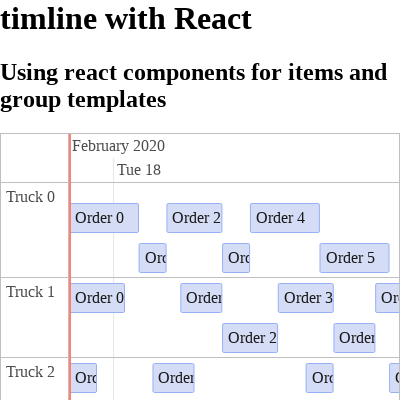 timline with React
Using react components for items and
group templates
February 2020
Tue 18
Truck 0
Order 0 Order 2 Order 4
Orc Orc Order 5
Truck 1
Order 0 Order Order 3 Or
Order 2 Order
Truck 2
Orc Order Orc